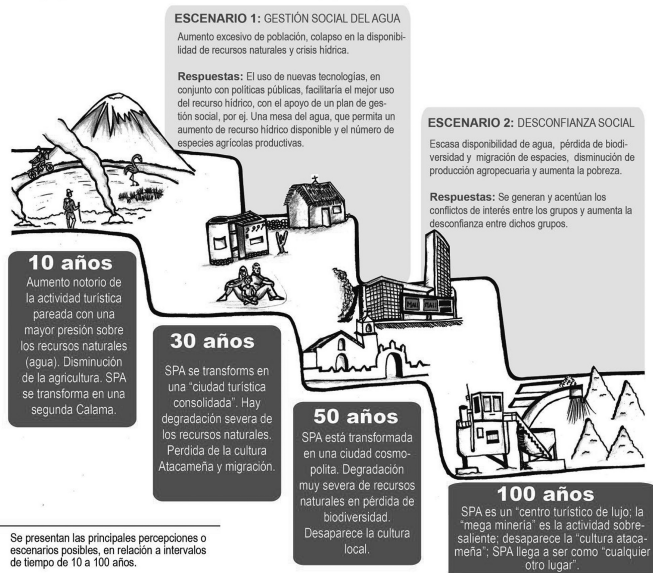 ESCENARIO 1: GESTIÓN SOCIAL DEL AGUA
Aumento excesivo de población, colapso en la disponibi-
lidad de recursos naturales y crisis hídrica.
Respuestas: El uso de nuevas tecnologías, en
conjunto con políticas públicas, facilitaría el mejor uso
del recurso hídrico, con el apoyo de un plan de ges-
tión social, por ej. Una mesa del agua, que permita un
aumento de recurso hídrico disponible y el número de
especies agrícolas productivas.
ESCENARIO 2: DESCONFIANZA SOCIAL
Escasa disponibilidad de agua, pérdida de biodi-
versidad y migración de espacies, disminución de
producción agropecuaria y aumenta la pobreza.
Respuestas: Se generan y acentúan los
conflictos de interés entre los grupos y aumenta la
desconfianza entre dichos grupos.
10 años
Aumento notorio de
la actividad turística
pareada con una
mayor presión sobre
los recursos naturales
(agua). Disminución
de la agricultura. SPA
se transforma en una
segunda Calama.
30 años
SPA se transforms en
una "ciudad turística
consolidada". Hay
degradación severa de
los recursos naturales.
Perdida de la cultura
Atacameña y migración.
MALL MALL
50 años
SPA está transformada
en una ciudad cosmo-
polita. Degradación
muy severa de recursos
naturales en pérdida de
biodiversidad.
Desaparece la cultura
local.
100 años
SPA es un "centro turístico de lujo; la
"mega minería" es la actividad sobre-
saliente; desaparece la "cultura ataca-
meña"; SPA llega a ser como "cualquier
otro lugar".
Se presentan las principales percepciones o
escenarios posibles, en relación a intervalos
de tiempo de 10 a 100 años.